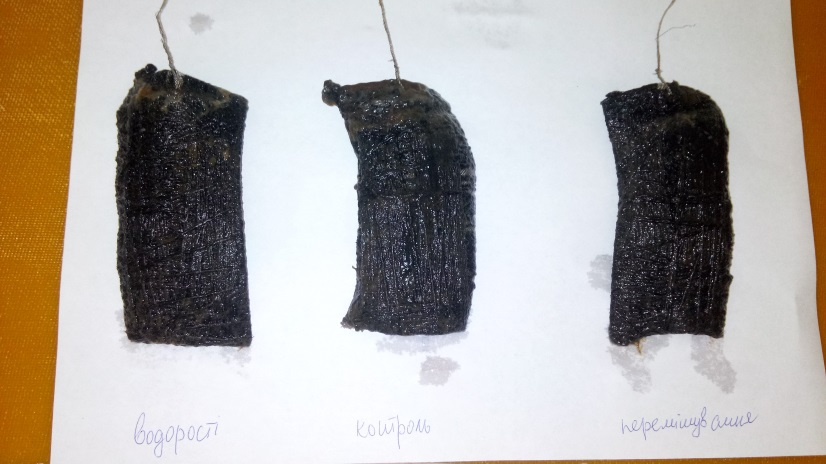 водорості
контроль
перемішування